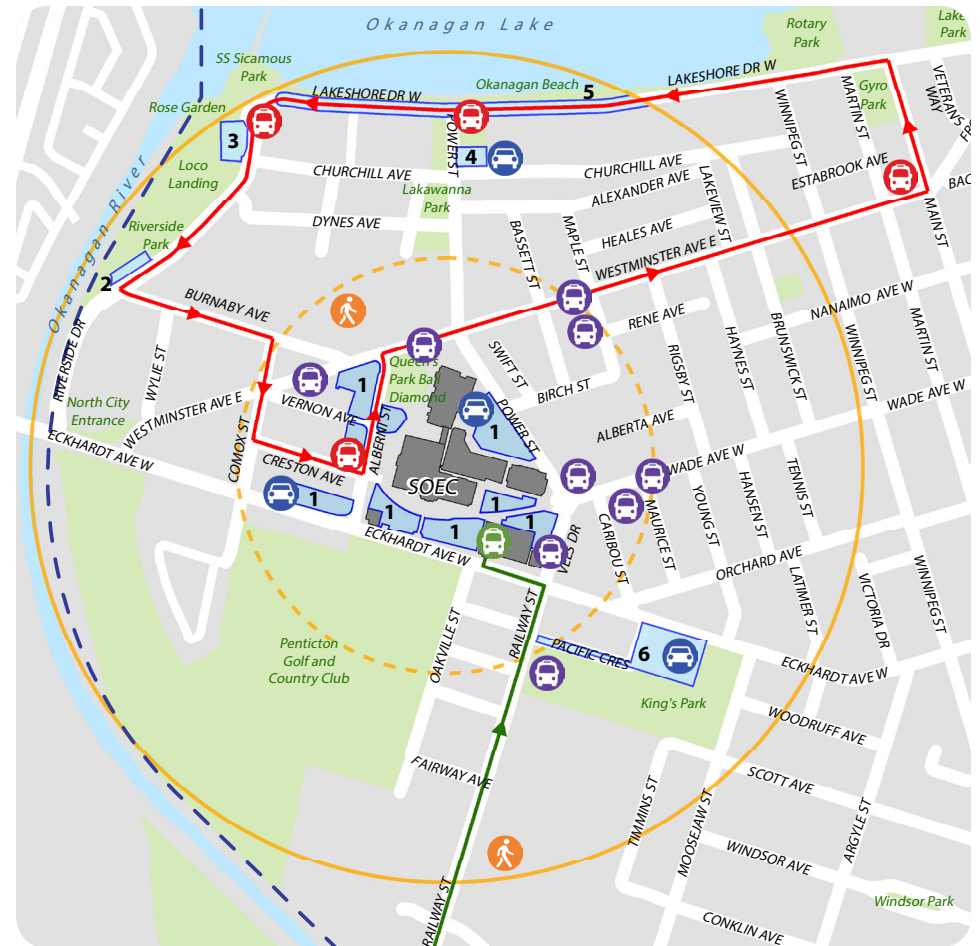 Okanagan Lake
Rotary
Park
Lake
Park
SS Sicamous
Park
LAKESHORE DR W
Okanagan Beach
5
LAKESHORE DR W
VETERANS
WAY
Gyro
Park
MARTIN ST
WINNIPEG ST
Rose Garden
3
POWER ST
4
Loco
Landing
CHURCHILL AVE
CHURCHILL AVE
ESTABROOK AVE
Okanagan River
Lakawanna
Park
ALEXANDER AVE
LAKEVIEW ST
MAIN ST
DYNES AVE
BASSETT ST
MAPLE ST
HEALES AVE
Riverside
Park
WESTMINSTER AVE E
2
BURNABY AVE
NANAIMO AVE W
RENE AVE
RIVERSIDE DR
WYLIE ST
Queen's
Park Ball
Diamond
SWIFT ST
RIGSBY ST
HAYNES ST
BRUNSWICK ST
WINNIPEG ST
MARTIN ST
BIRCH ST
1
North City
Entrance
WESTMINSTER AVE E
VERNON AVE
ALBERNI ST
1
POWER ST
ALBERTA AVE
WADE AVE W
ECKHARDT AVE W
COMOX ST
CRESTON AVE
SOEC
WADE AVE W
1
1
1
1
1
ECKHARDT AVE W
VEES DR
CARIBOU ST
MAURICE ST
YOUNG ST
HANSEN ST
TENNIS ST
ORCHARD AVE
LATIMER ST
VICTORIA DR
WINNIPEG ST
RAILWAY ST
OAKVILLE ST
Penticton
Golf and
Country Club
PACIFIC CRES
6
ECKHARDT AVE W
King's Park
WOODRUFF AVE
FAIRWAY AVE
SCOTT AVE
TIMMINS ST
MOOSEJAW ST
ARGYLE ST
WINDSOR AVE
RAILWAY ST
Windsor Park
CONKLIN AVE